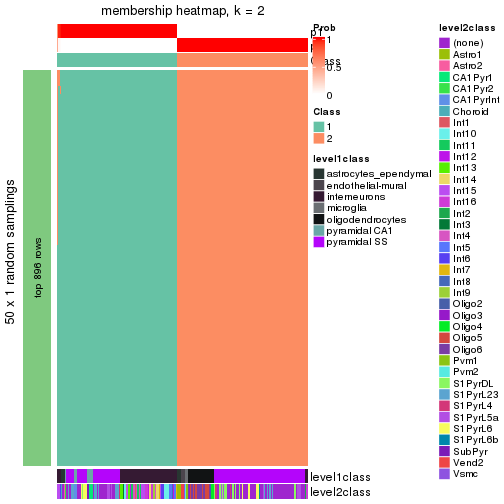 membership heatmap, k = 2
50 x 1 random samplings
top 896 rows
p1
Class
level1class
level2class
Prob
1
0.5
0
Class
1
2
level1class
astrocytes_ependymal
endothelial-mural
interneurons
microglia
oligodendrocytes
pyramidal CA1
pyramidal SS
level2class
(none)
Astro1
Astro2
CA1Pyr1
CA1Pyr2
CA1PyrInt
Choroid
Int1
Int10
Int11
Int12
Int13
Int14
Int15
Int16
Int2
Int3
Int4
Int5
Int6
Int7
Int8
Int9
Oligo2
Oligo3
Oligo4
Oligo5
Oligo6
Pvm1
Pvm2
S1PyrDL
S1PyrL23
S1PyrL4
S1PyrL5a
S1PyrL6
S1PyrL6b
SubPyr
Vend2
Vsmc